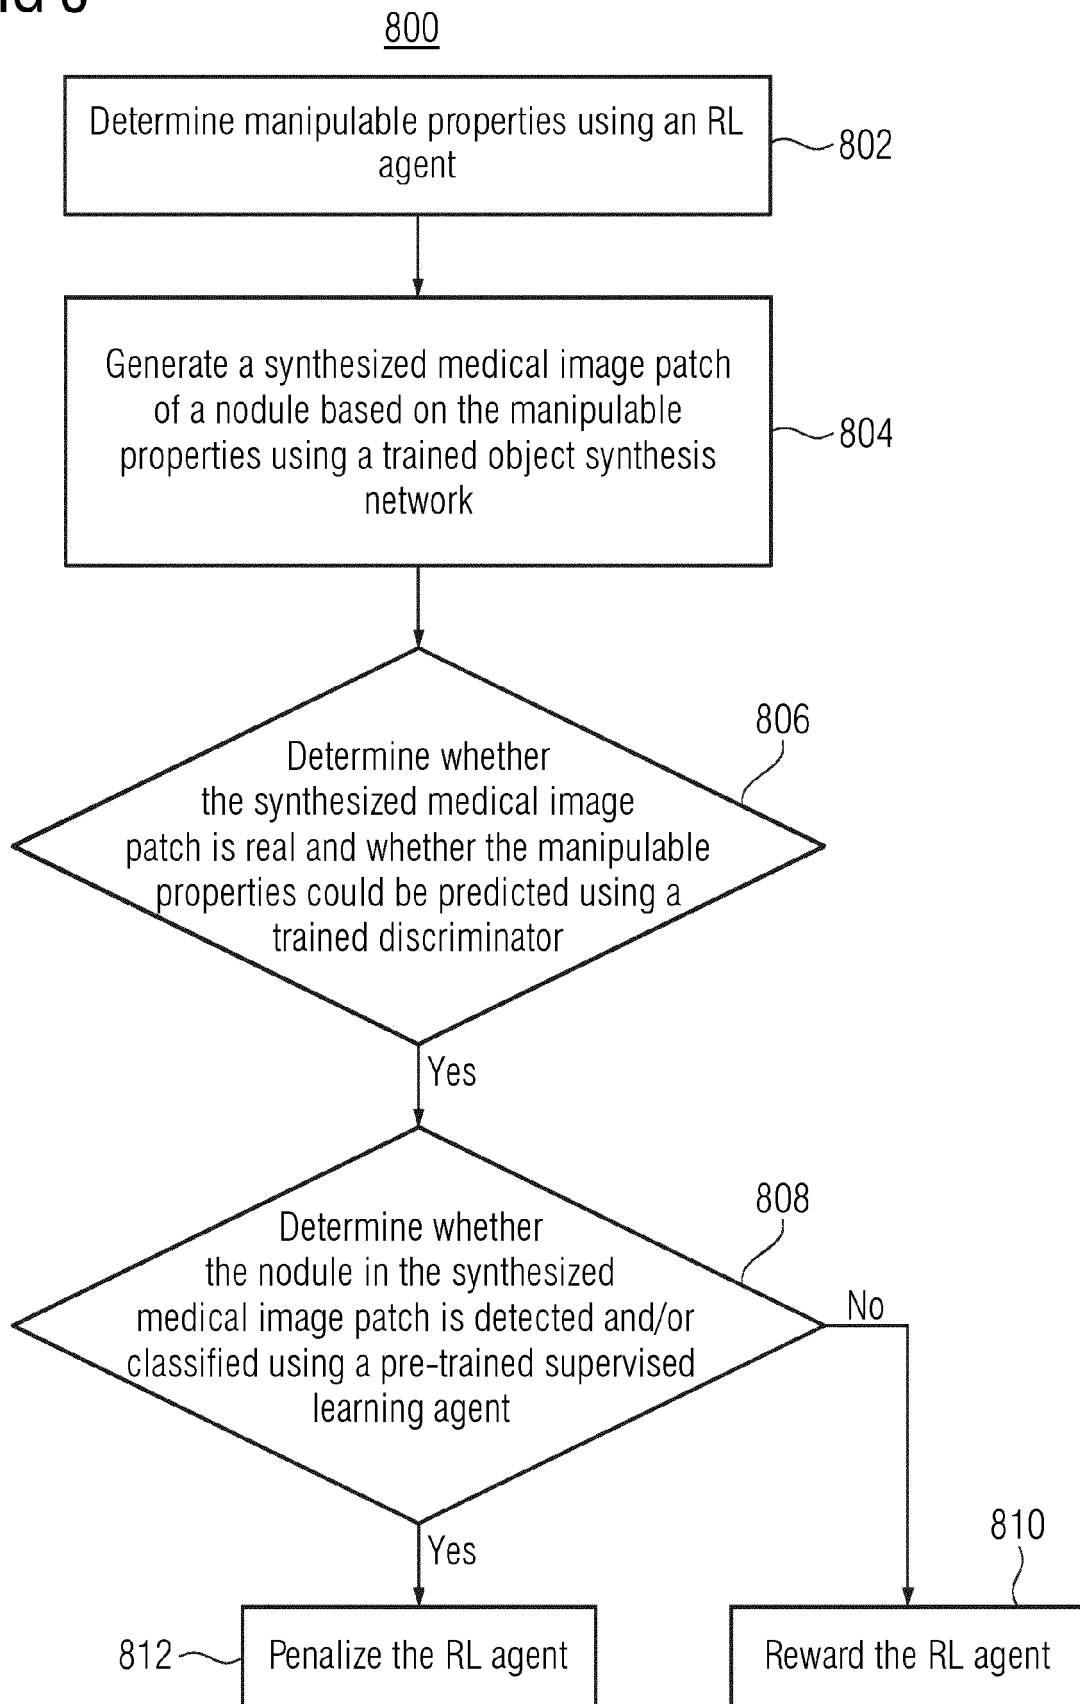 800
Determine manipulable properties using an RL
agent
802
Generate a synthesized medical image patch
of a nodule based on the manipulable
properties using a trained object synthesis
network
804
806
Determine whether
the synthesized medical image
patch is real and whether the manipulable
properties could be predicted using a
trained discriminator
Yes
808
Determine whether
the nodule in the synthesized
medical image patch is detected and/or
classified using a pre-trained supervised
learning agent
No
Yes
810
812
Penalize the RL agent
Reward the RL agent